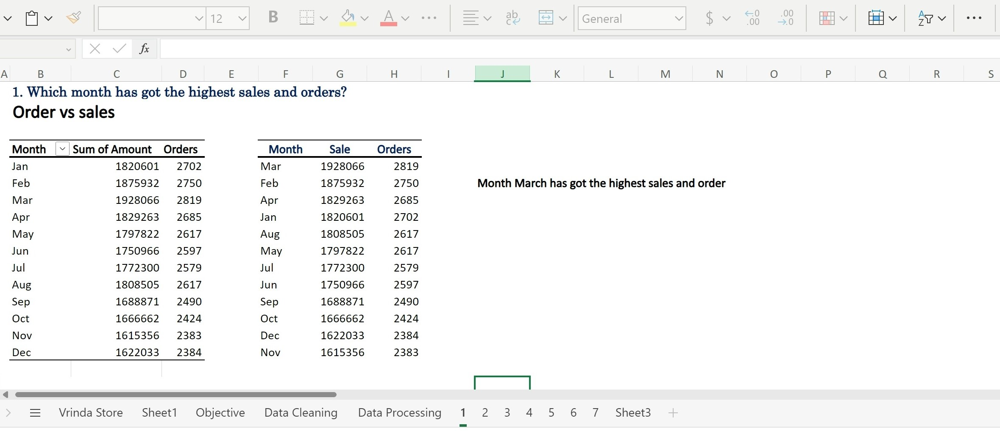 12 B A ab c General $ .0 .00 .00 .0 A Z
fx
A B C D E F G H I J K L M N O P Q R S
1. Which month has got the highest sales and orders?
Order vs sales
Month Sum of Amount Orders Month Sale Orders
Jan 1820601 2702 Mar 1928066 2819
Feb 1875932 2750 Feb 1875932 2750 Month March has got the highest sales and order
Mar 1928066 2819 Apr 1829263 2685
Apr 1829263 2685 Jan 1820601 2702
May 1797822 2617 Aug 1808505 2617
Jun 1750966 2597 May 1797822 2617
Jul 1772300 2579 Jul 1772300 2579
Aug 1808505 2617 Jun 1750966 2597
Sep 1688871 2490 Sep 1688871 2490
Oct 1666662 2424 Oct 1666662 2424
Nov 1615356 2383 Dec 1622033 2384
Dec 1622033 2384 Nov 1615356 2383
Vrinda Store Sheet1 Objective Data Cleaning Data Processing 1 2 3 4 5 6 7 Sheet3